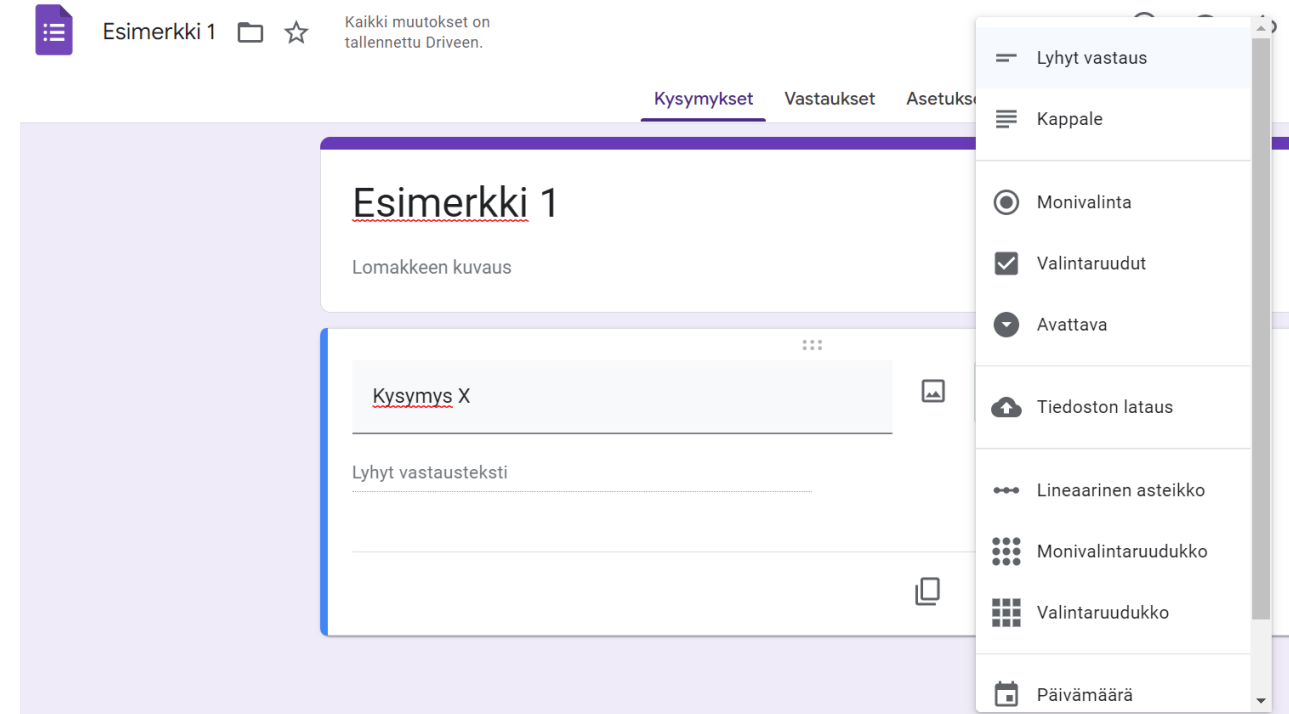 Esimerkki 1
Kaikki muutokset on
tallennettu Driveen.
Kysymykset Vastaukset Asetukse
Esimerkki 1
Lomakkeen kuvaus
Kysymys X
Lyhyt vastausteksti
Lyhyt vastaus
Kappale
Monivalinta
Valintaruudut
Avattava
Tiedoston lataus
Lineaarinen asteikko
Monivalintaruudukko
Valintaruudukko
Päivämäärä